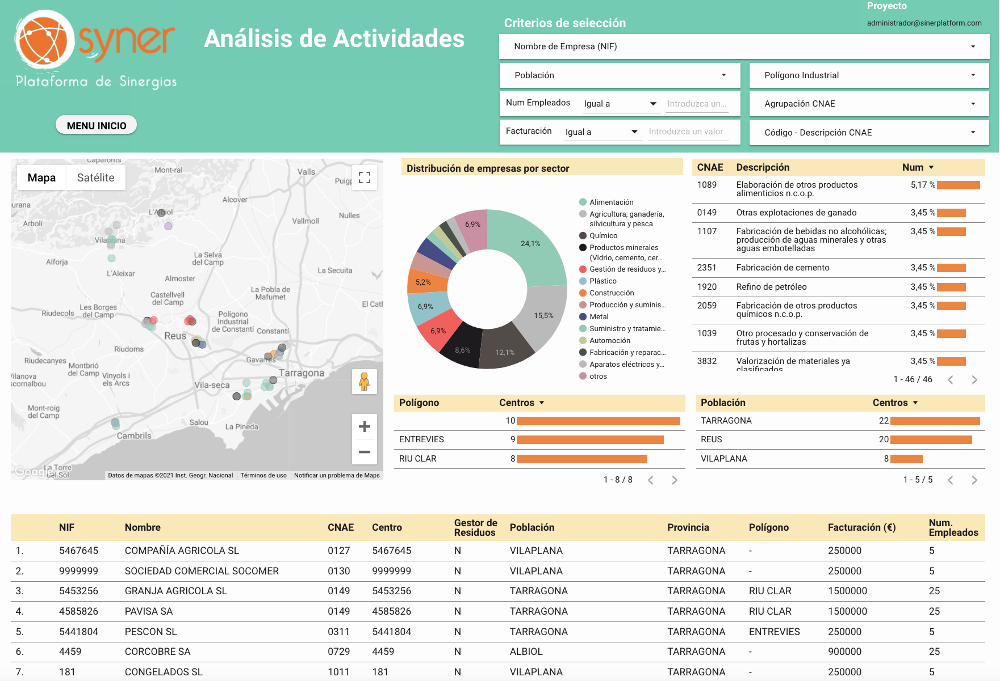 syner
Plataforma de Sinergias
MENU INICIO
Análisis de Actividades
Proyecto
administrador@sinerplatform.com
Criterios de selección
Nombre de Empresa (NIF)
Población
Polígono Industrial
Num Empleados Igual a Introduzca un...
Agrupación CNAE
Facturación Igual a Introduzca un valor
Código - Descripción CNAE
Mapa Satélite
Capafonts
Mont-ral
Valls
Puigp
Alcover
iurana
L'Albiol
Arbolí
Nulles
Vallmoll
Vilaplana
La Selva
del Camp
Alforja
L'Aleixar
Almoster
La Secuita
Castellvell
del Camp
La Pobla de
Mafumet
El Catl
Riudecols
Les Borges
del Camp
Poligono
Industrial
de Constantí
Constantí
Reus
Riudoms
Riudecanyes
Montbrió
del Camp
Gavarres
Tarragona
/ilanova
scornalbou
Vinyols i
els Arcs
Vila-seca
Mont-roig
del Camp
Salou
La Pineda
Cambrils
La Torre
del Sol
Google
Datos de mapas ©2021 Inst. Geogr. Nacional Términos de uso Notificar un problema de Maps
Distribución de empresas por sector
24,1%
15,5%
12,1%
8,6%
6,9%
6,9%
5,2%
6,9%
Alimentación
Agricultura, ganadería,
silvicultura y pesca
Químico
Productos minerales
(Vidrio, cemento, cer...
Gestión de residuos y...
Plástico
Construcción
Producción y suminis...
Metal
Suministro y tratamie...
Automoción
Fabricación y reparac...
Aparatos eléctricos y...
otros
CNAE Descripción Num
1089 Elaboración de otros productos 5,17 %
alimenticios n.c.o.p.
0149 Otras explotaciones de ganado 3,45 %
1107 Fabricación de bebidas no alcohólicas; 3,45 %
producción de aguas minerales y otras
aguas embotelladas
2351 Fabricación de cemento 3,45 %
1920 Refino de petróleo 3,45 %
2059 Fabricación de otros productos 3,45 %
químicos n.c.o.p.
1039 Otro procesado y conservación de 3,45 %
frutas y hortalizas
3832 Valorización de materiales ya 3,45 %
clasificados
1 - 46 / 46
Polígono Centros
10
ENTREVIES 9
RIU CLAR 8
1 - 8 / 8
Población Centros
TARRAGONA 22
REUS 20
VILAPLANA 8
1 - 5 / 5
NIF Nombre CNAE Centro Gestor de Residuos Población Provincia Polígono Facturación (€) Num. Empleados
1. 5467645 COMPAÑÍA AGRICOLA SL 0127 5467645 N VILAPLANA TARRAGONA - 250000 5
2. 9999999 SOCIEDAD COMERCIAL SOCOMER 0130 9999999 N VILAPLANA TARRAGONA - 250000 5
3. 5453256 GRANJA AGRICOLA SL 0149 5453256 N TARRAGONA TARRAGONA RIU CLAR 1500000 25
4. 4585826 PAVISA SA 0149 4585826 N TARRAGONA TARRAGONA RIU CLAR 1500000 25
5. 5441804 PESCON SL 0311 5441804 N TARRAGONA TARRAGONA ENTREVIES 250000 5
6. 4459 CORCOBRE SA 0729 4459 N ALBIOL TARRAGONA - 900000 25
7. 181 CONGELADOS SL 1011 181 N VILAPLANA TARRAGONA - 250000 5